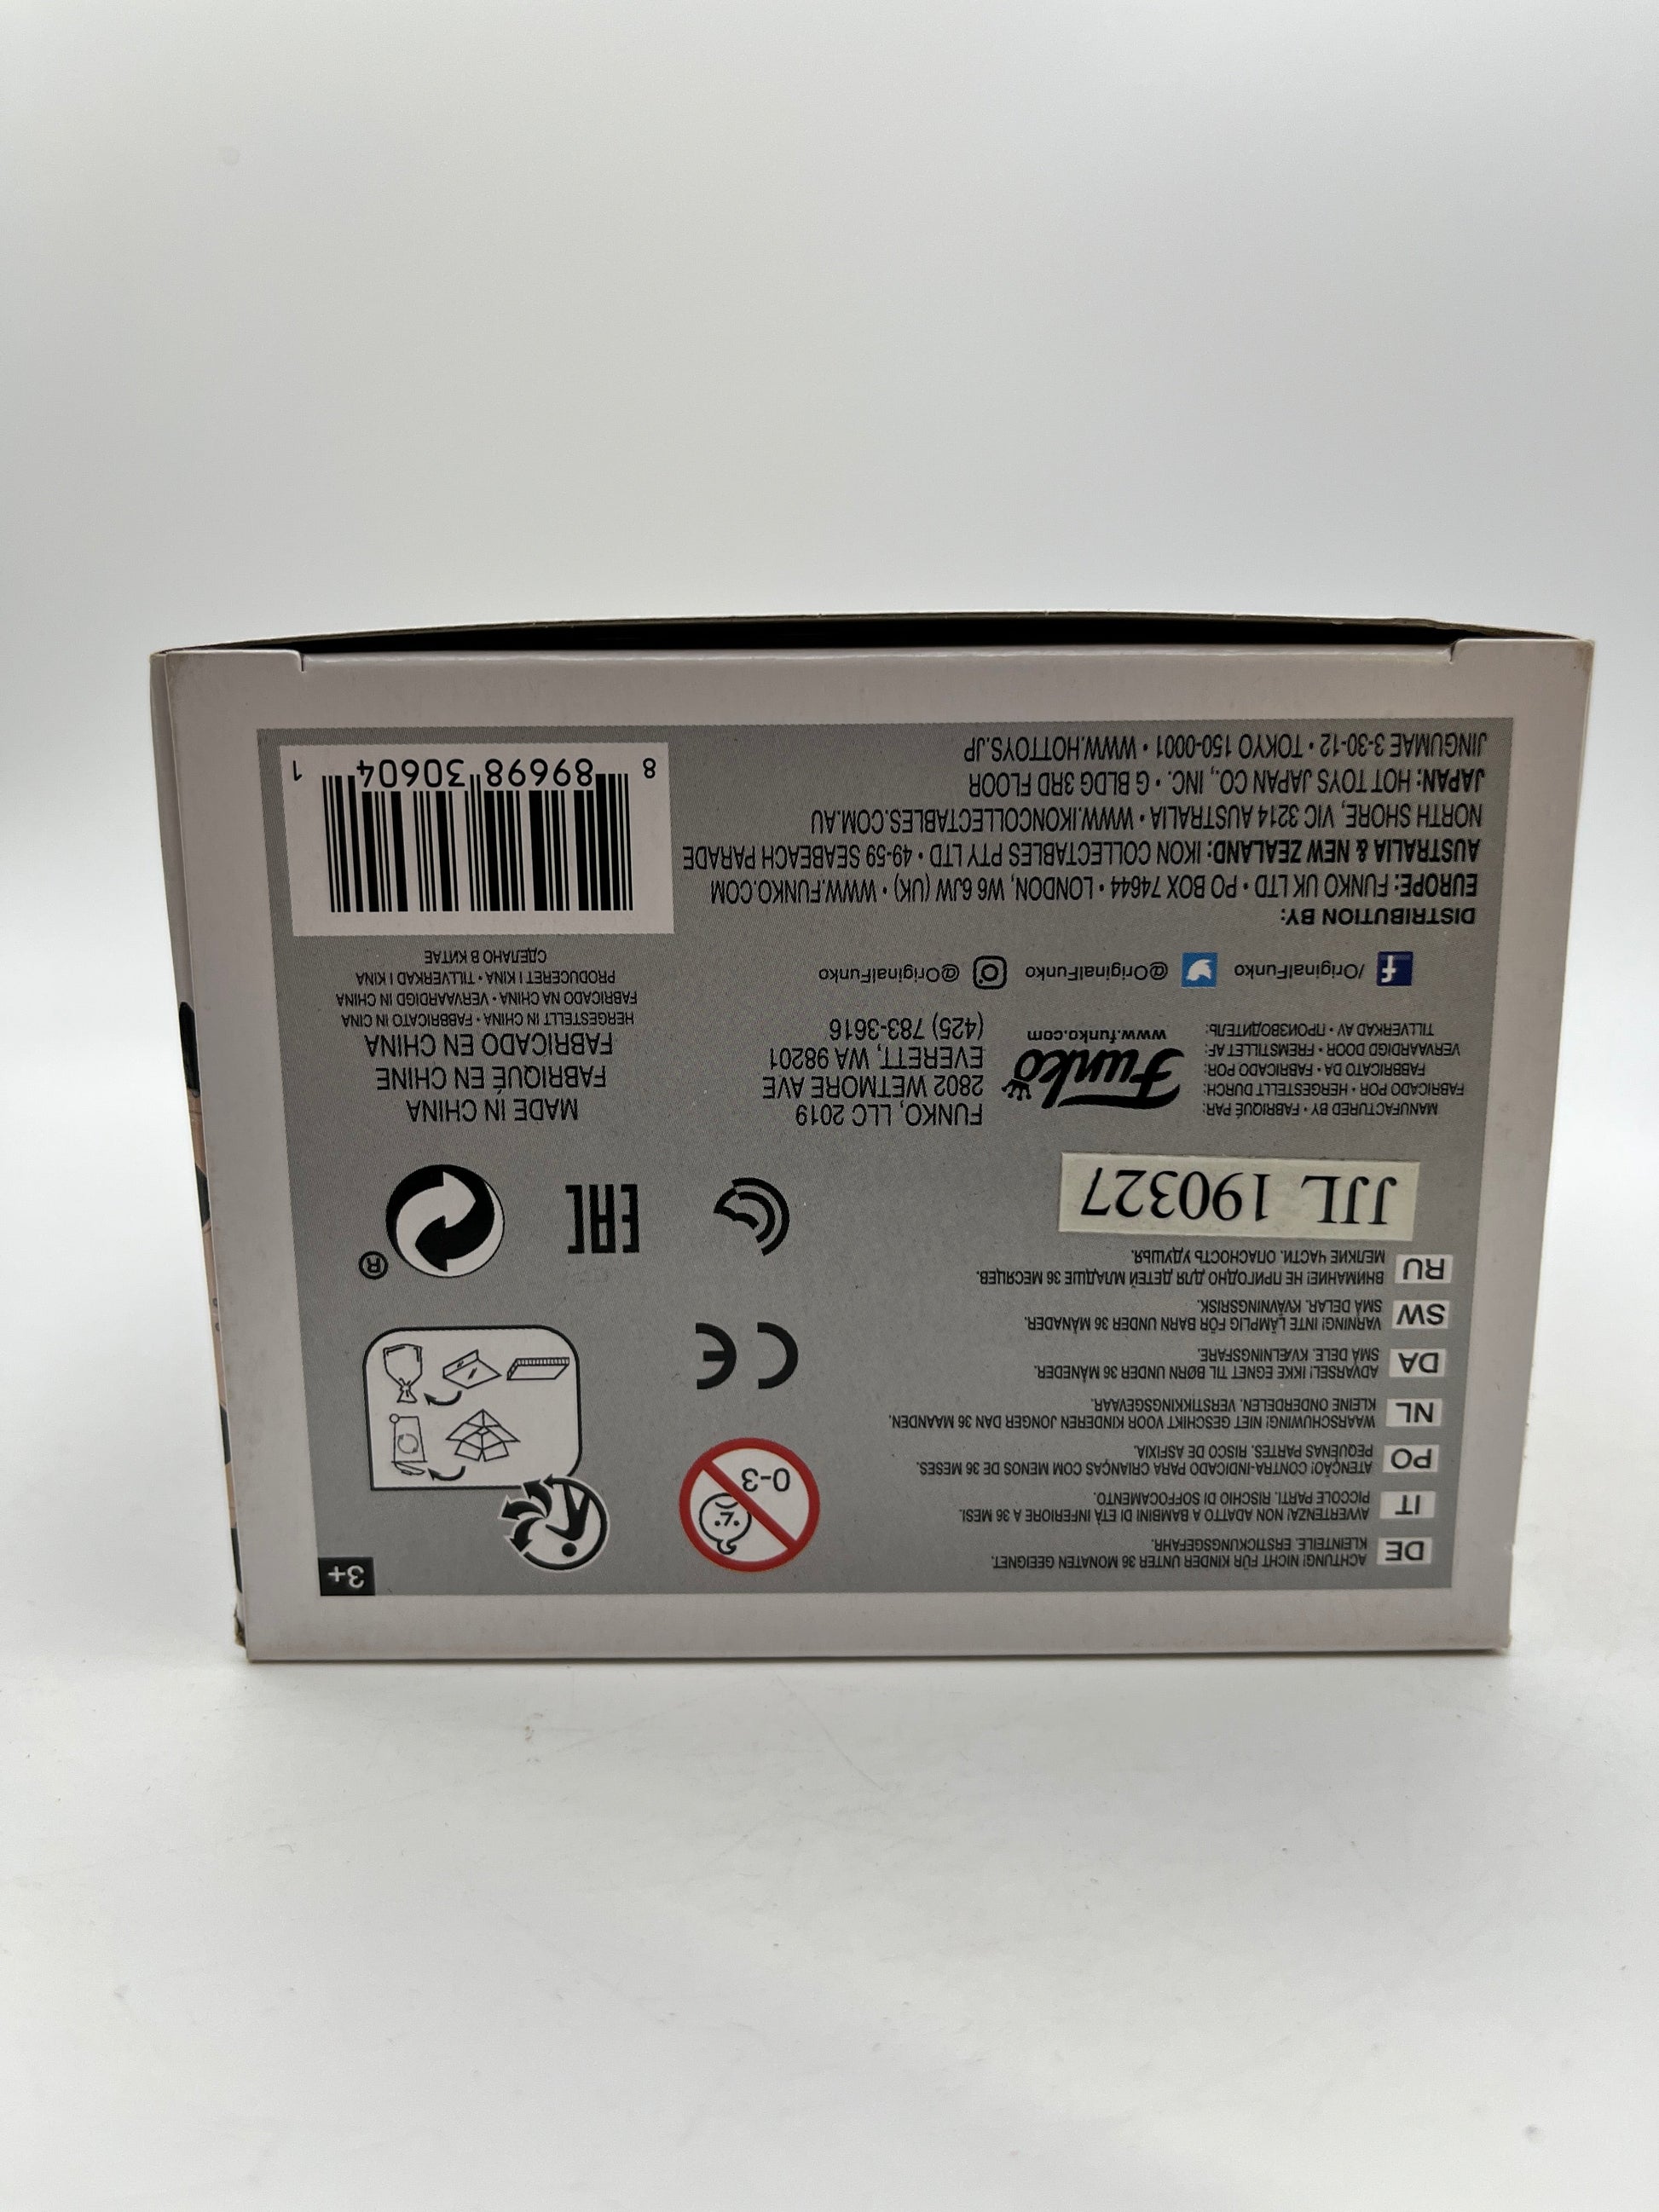 3+
DE ACHTUNG! NICHT FÜR KINDER UNTER 36 MONATEN GEEIGNET.
KLEINTEILE. ERSTICKUNGSGEFAHR.
IT AVVERTENZA! NON ADATTO A BAMBINI DI ETÀ INFERIORE A 36 MESI.
PICCOLE PARTI. RISCHIO DI SOFFOCAMENTO.
PO ATENÇÃO! CONTRA-INDICADO PARA CRIANÇAS COM MENOS DE 36 MESES.
PEQUENAS PARTES. RISCO DE ASFIXIA.
NL WAARSCHUWING! NIET GESCHIKT VOOR KINDEREN JONGER DAN 36 MAANDEN.
KLEINE ONDERDELEN. VERSTIKKINGSGEVAAR.
DA ADVARSEL! IKKE EGNET TIL BØRN UNDER 36 MÅNEDER.
SMÅ DELE. KVÆLNINGSFARE.
SW VARNING! INTE LÄMPLIG FÖR BARN UNDER 36 MÅNADER.
SMÅ DELAR. KVÄVNINGSRISK.
RU ВНИМАНИЕ! НЕ ПРИГОДНО ДЛЯ ДЕТЕЙ МЛАДШЕ 36 МЕСЯЦЕВ.
МЕЛКИЕ ЧАСТИ. ОПАСНОСТЬ УДУШЬЯ.
0-3
CE
EAC
®
JJL 190327
MANUFACTURED BY • FABRIQUÉ PAR:
FABRICADO POR • HERGESTELLT DURCH:
FABBRICATO DA • FABRICADO POR:
VERVAARDIGD DOOR • FREMSTILLET AF:
TILLVERKAD AV • ПРОИЗВОДИТЕЛЬ:
Funko
www.funko.com
FUNKO, LLC 2019
2802 WETMORE AVE
EVERETT, WA 98201
(425) 783-3616
MADE IN CHINA
FABRIQUÉ EN CHINE
FABRICADO EN CHINA
HERGESTELLT IN CHINA • FABBRICATO IN CINA
FABRICADO NA CHINA • VERVAARDIGD IN CHINA
PRODUCERET I KINA • TILLVERKAD I KINA
СДЕЛАНО В КИТАЕ
/OriginalFunko @OriginalFunko @OriginalFunko
DISTRIBUTION BY:
EUROPE: FUNKO UK LTD • PO BOX 74644 • LONDON, W6 6JW (UK) • WWW.FUNKO.COM
AUSTRALIA & NEW ZEALAND: IKON COLLECTABLES PTY LTD • 49-59 SEABEACH PARADE
NORTH SHORE, VIC 3214 AUSTRALIA • WWW.IKONCOLLECTABLES.COM.AU
JAPAN: HOT TOYS JAPAN CO., INC. • G BLDG 3RD FLOOR
JINGUMAE 3-30-12 • TOKYO 150-0001 • WWW.HOTTOYS.JP
8 89698 30604 1